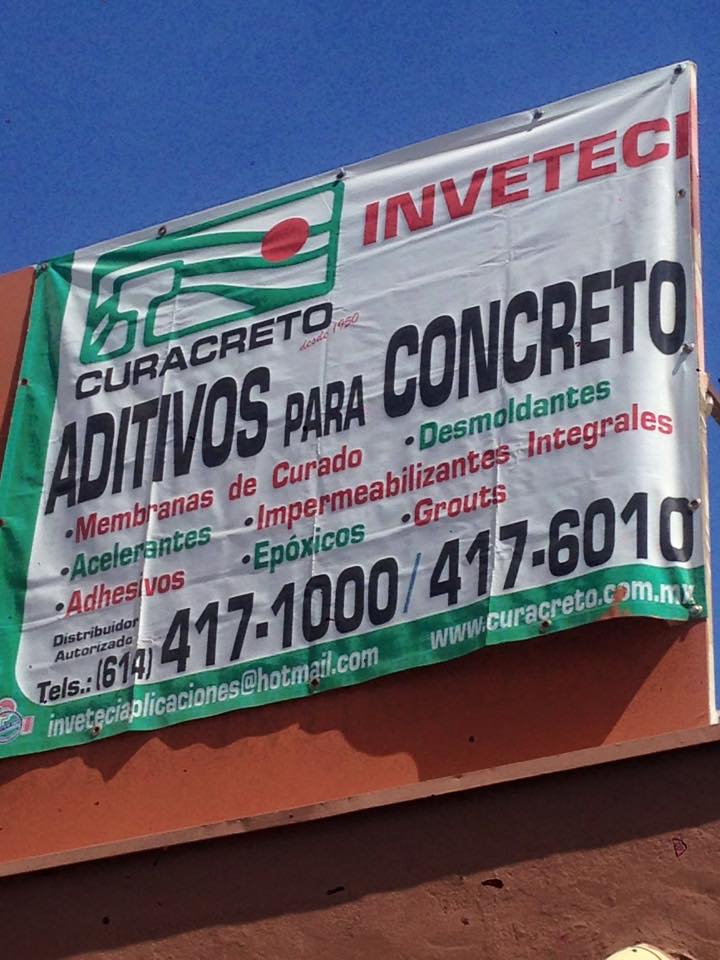 INVETECI
CURACRETO
desde 1950
ADITIVOS PARA CONCRETO
•Membranas de Curado •Desmoldantes
•Acelerantes •Impermeabilizantes Integrales
•Adhesivos •Epóxicos •Grouts
Distribuidor
Autorizado
Tels.: (614) 417-1000 / 417-6010
inveteciaplicaciones@hotmail.com www.curacreto.com.mx